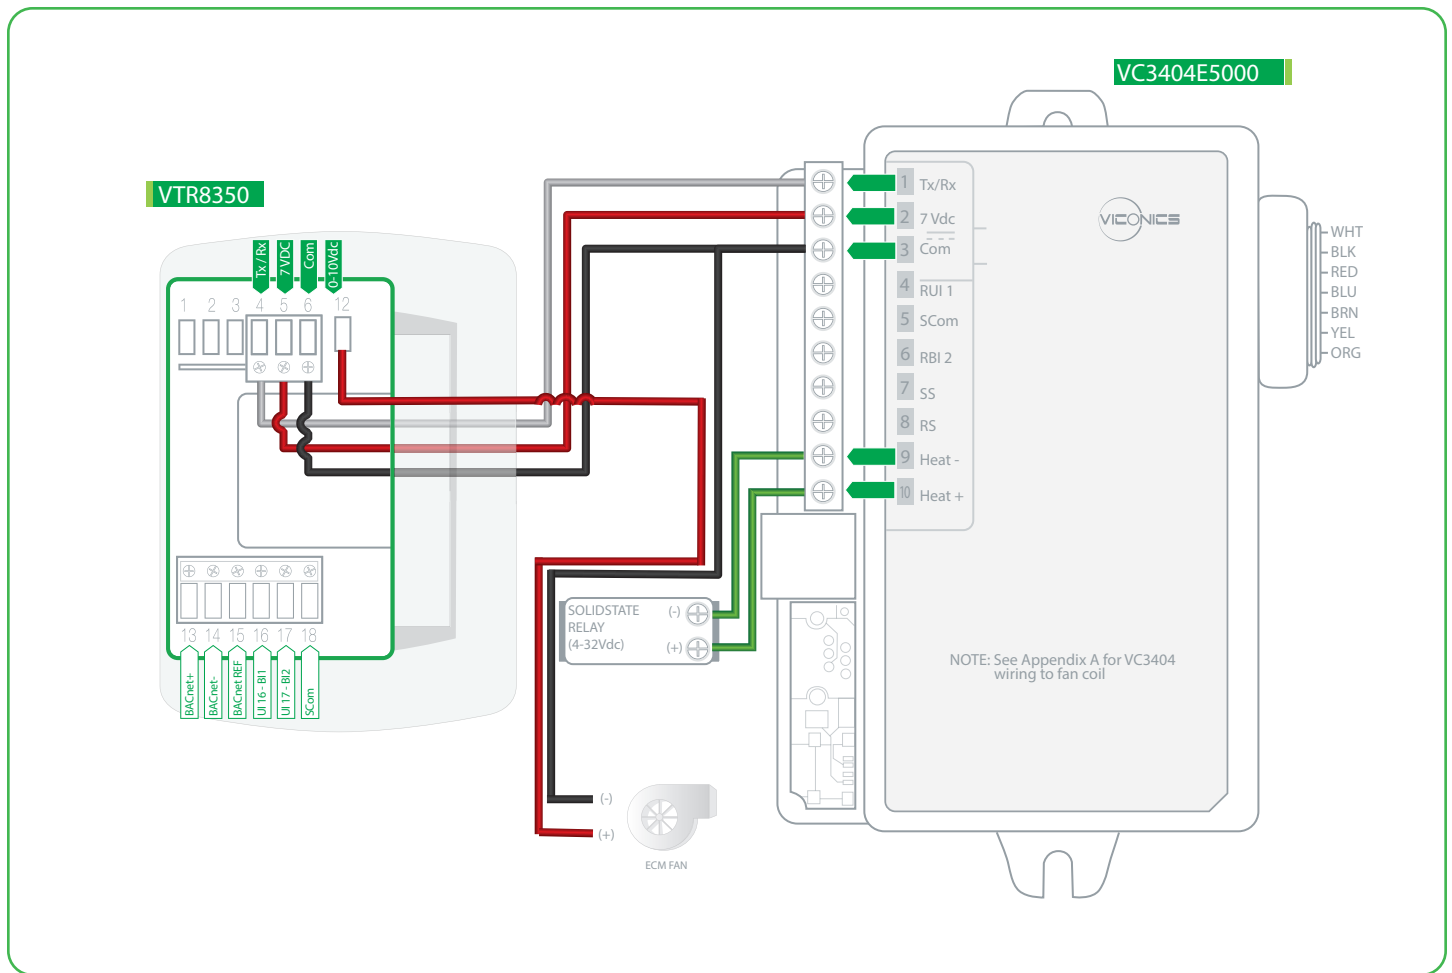 VC3404E5000
VTR8350
Tx / Rx
7 VDC
Com
0-10Vdc
1
2
3
4
5
6
12
13
14
15
16
17
18
BACnet+
BACnet-
BACnet REF
UI 16 - BI1
UI 17 - BI2
SCom
1 Tx/Rx
2 7 Vdc
3 Com
4 RUI 1
5 SCom
6 RBI 2
7 SS
8 RS
9 Heat -
10 Heat +
VICONICS
WHT
BLK
RED
BLU
BRN
YEL
ORG
SOLIDSTATE (-)
RELAY
(4-32Vdc) (+)
NOTE: See Appendix A for VC3404
wiring to fan coil
(-)
(+)
ECM FAN